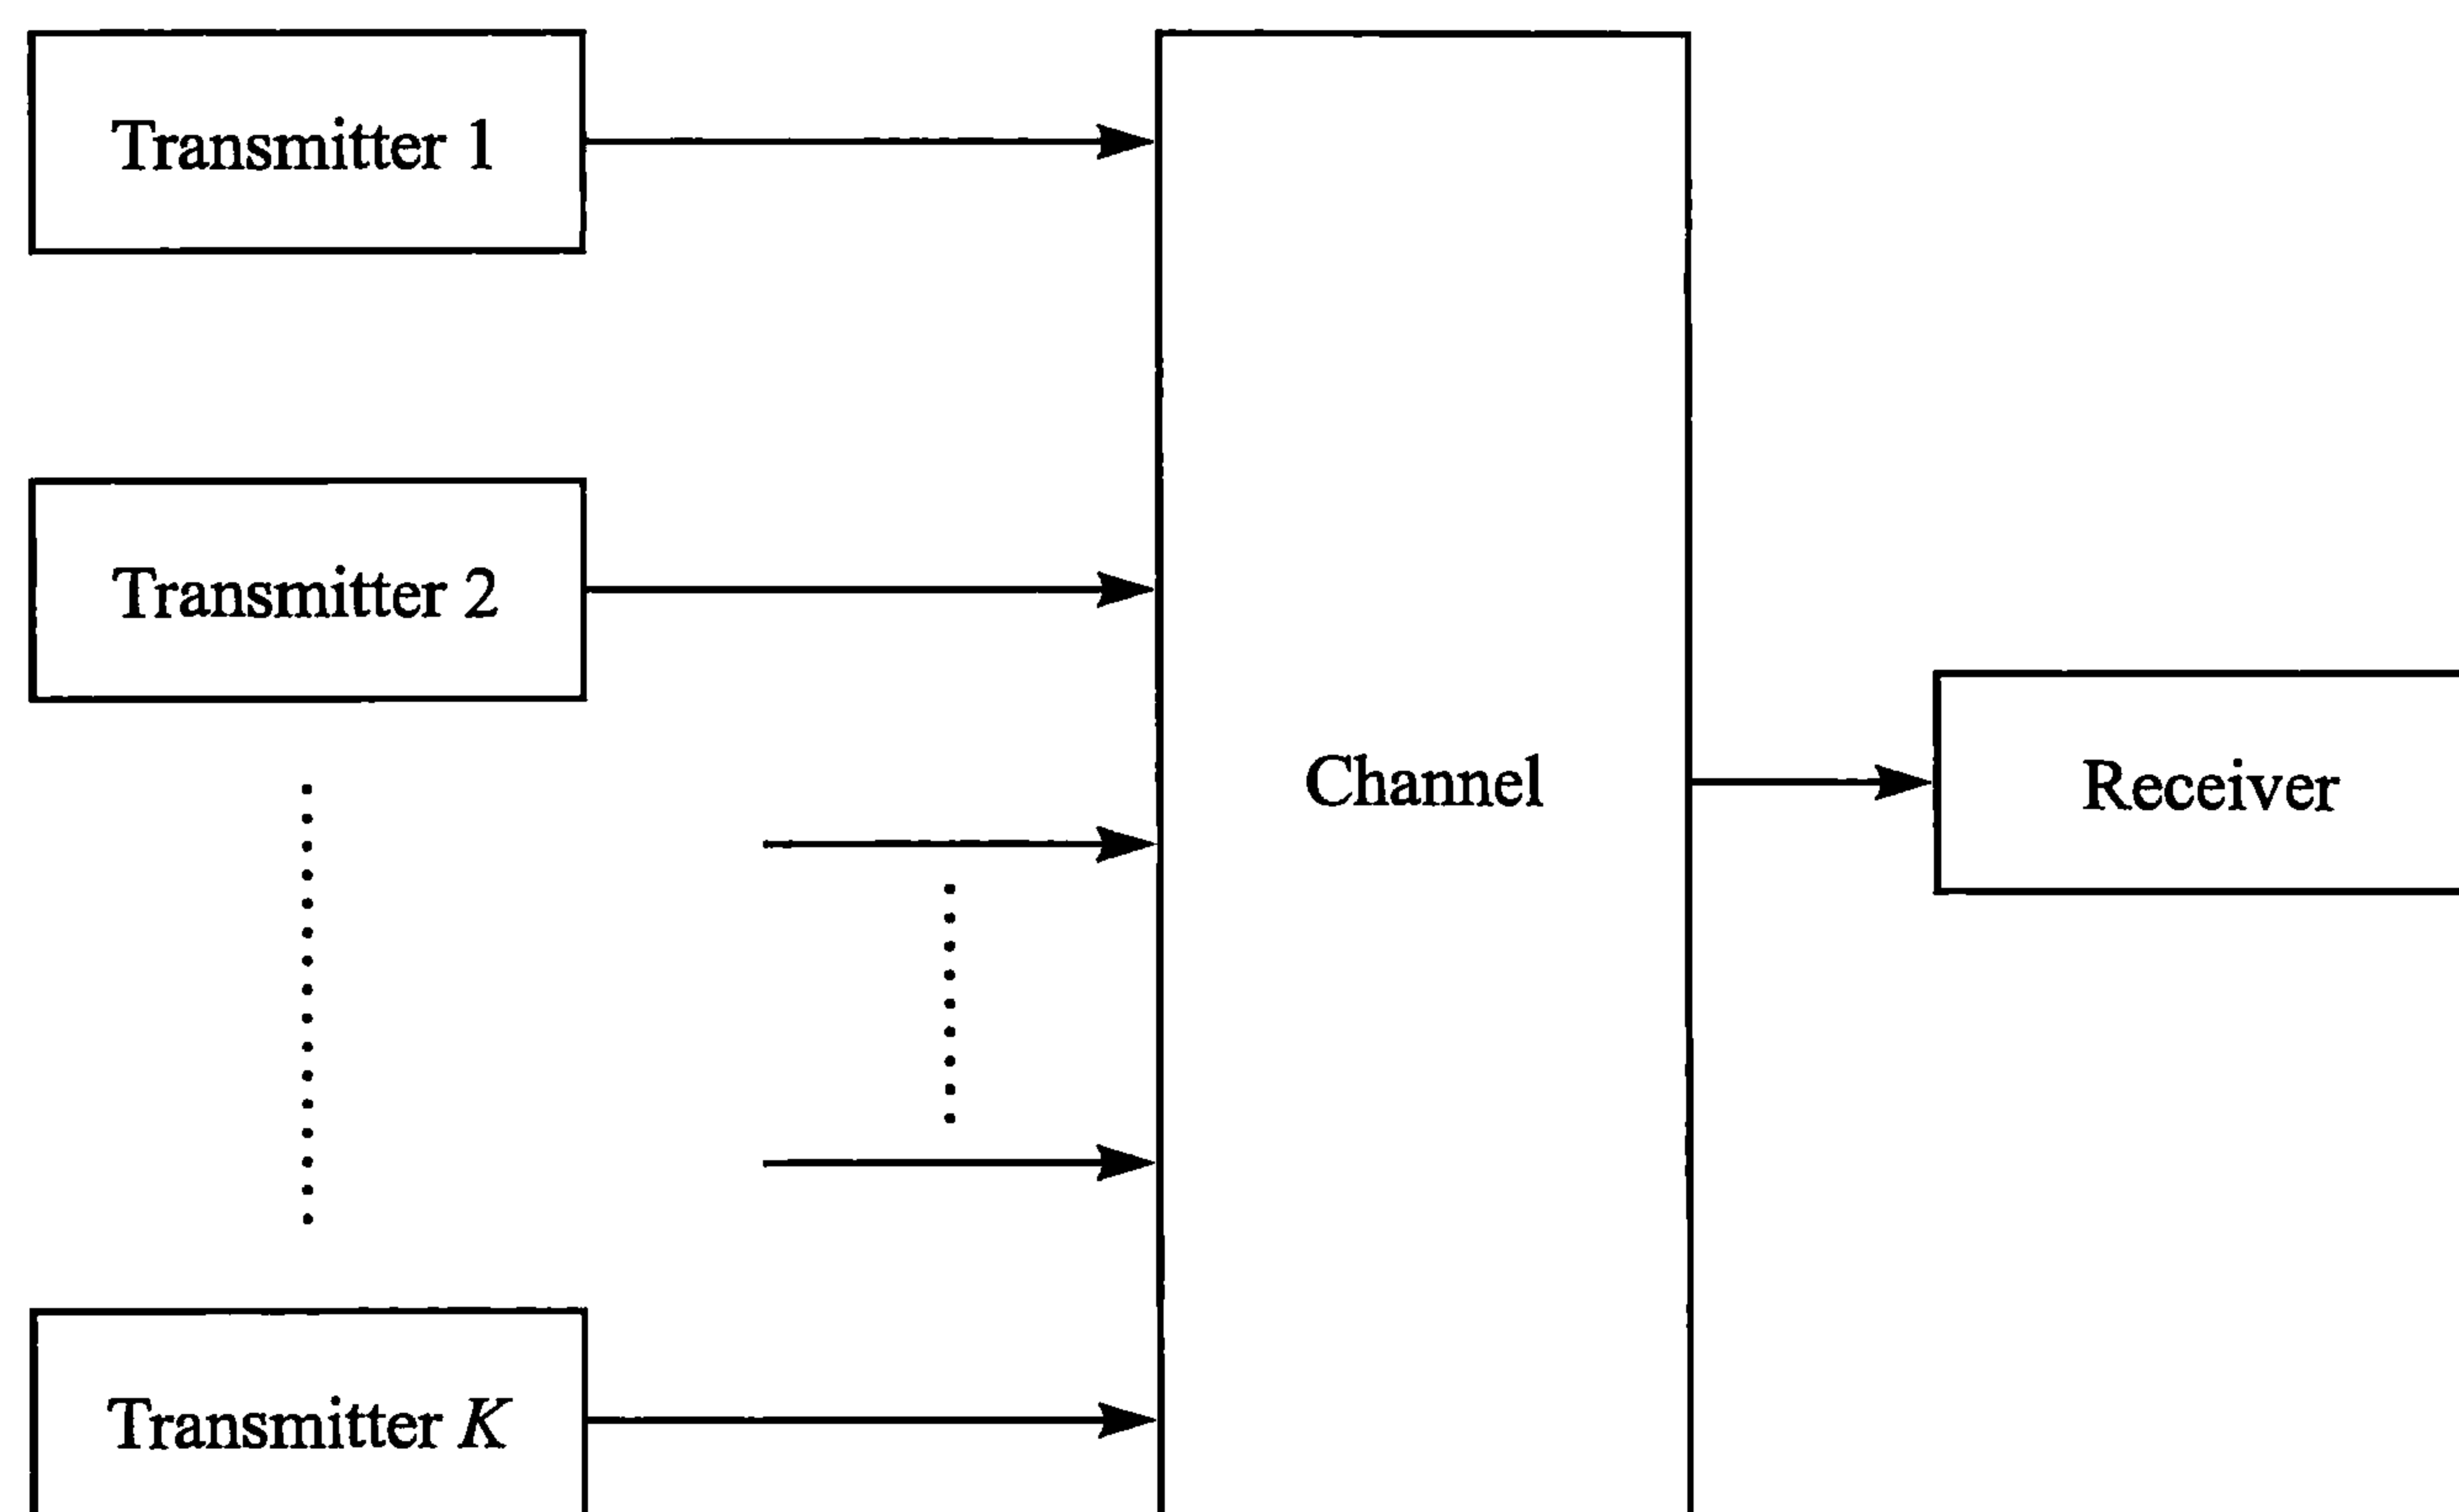 Transmitter 1
Transmitter 2
Channel
Receiver
Transmitter K